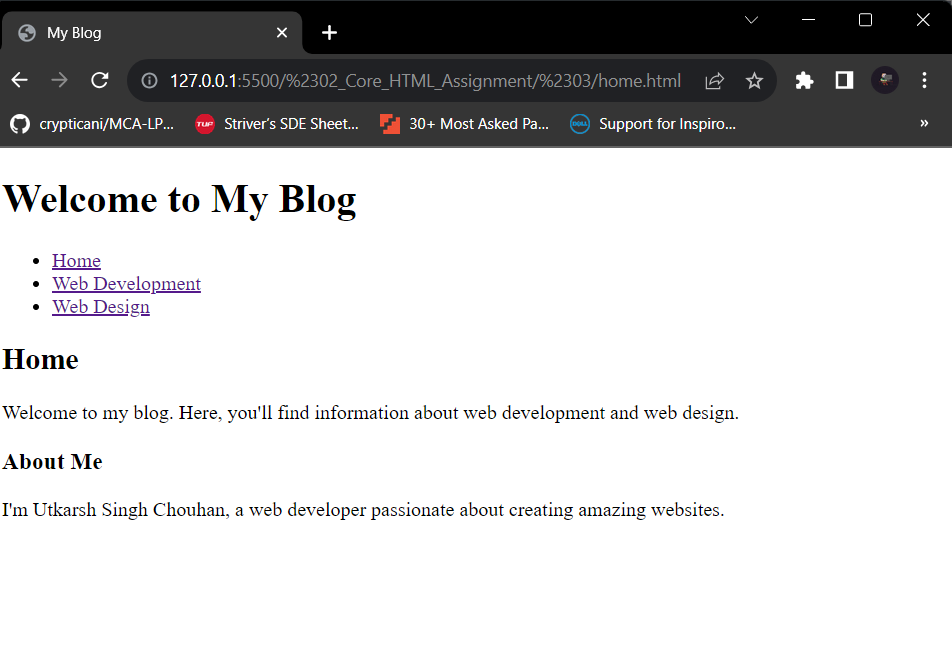 My Blog
127.0.0.1:5500/%2302_Core_HTML_Assignment/%2303/home.html
crypticani/MCA-LP... TUF Striver's SDE Sheet... 30+ Most Asked Pa... DELL Support for Inspiro... »
Welcome to My Blog
• Home
• Web Development
• Web Design
Home
Welcome to my blog. Here, you'll find information about web development and web design.
About Me
I'm Utkarsh Singh Chouhan, a web developer passionate about creating amazing websites.